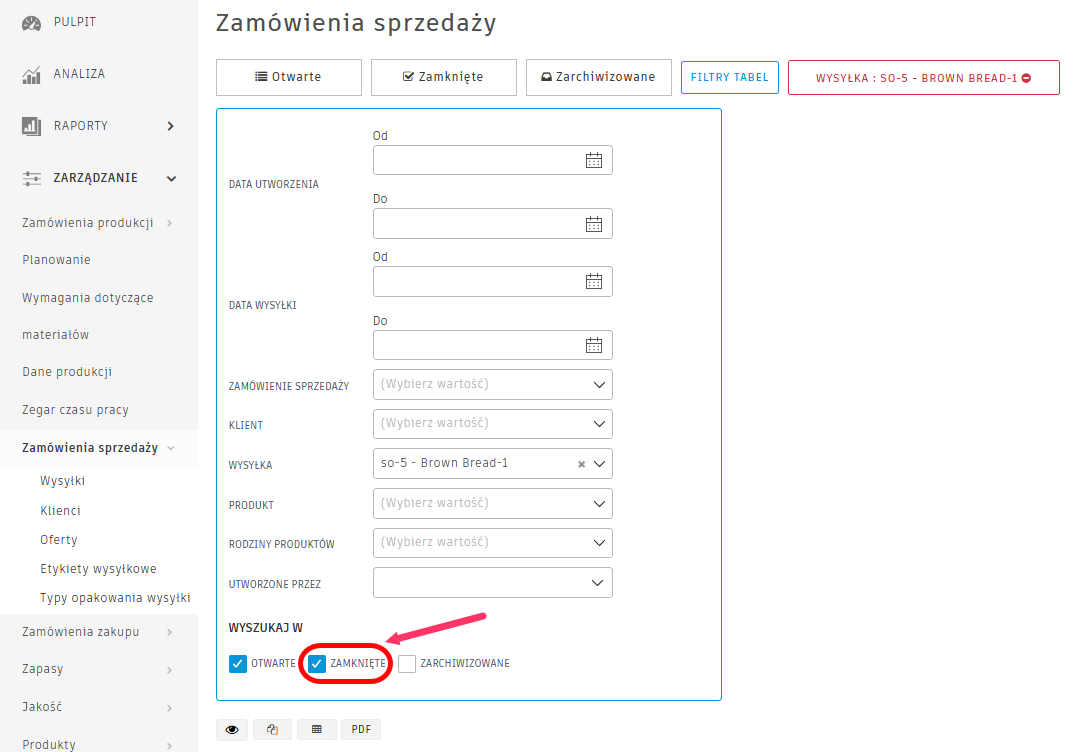 PULPIT
ANALIZA
RAPORTY
ZARZĄDZANIE
Zamówienia produkcji
Planowanie
Wymagania dotyczące
materiałów
Dane produkcji
Zegar czasu pracy
Zamówienia sprzedaży
Wysyłki
Klienci
Oferty
Etykiety wysyłkowe
Typy opakowania wysyłki
Zamówienia zakupu
Zapasy
Jakość
Produkty
Zamówienia sprzedaży
Otwarte Zamknięte Zarchiwizowane FILTRY TABEL WYSYŁKA : SO-5 - BROWN BREAD-1
Od
DATA UTWORZENIA
Do
Od
DATA WYSYŁKI
Do
ZAMÓWIENIE SPRZEDAŻY (Wybierz wartość)
KLIENT (Wybierz wartość)
WYSYŁKA so-5 - Brown Bread-1
PRODUKT (Wybierz wartość)
RODZINY PRODUKTÓW (Wybierz wartość)
UTWORZONE PRZEZ
WYSZUKAJ W
OTWARTE ZAMKNIĘTE ZARCHIWIZOWANE
PDF